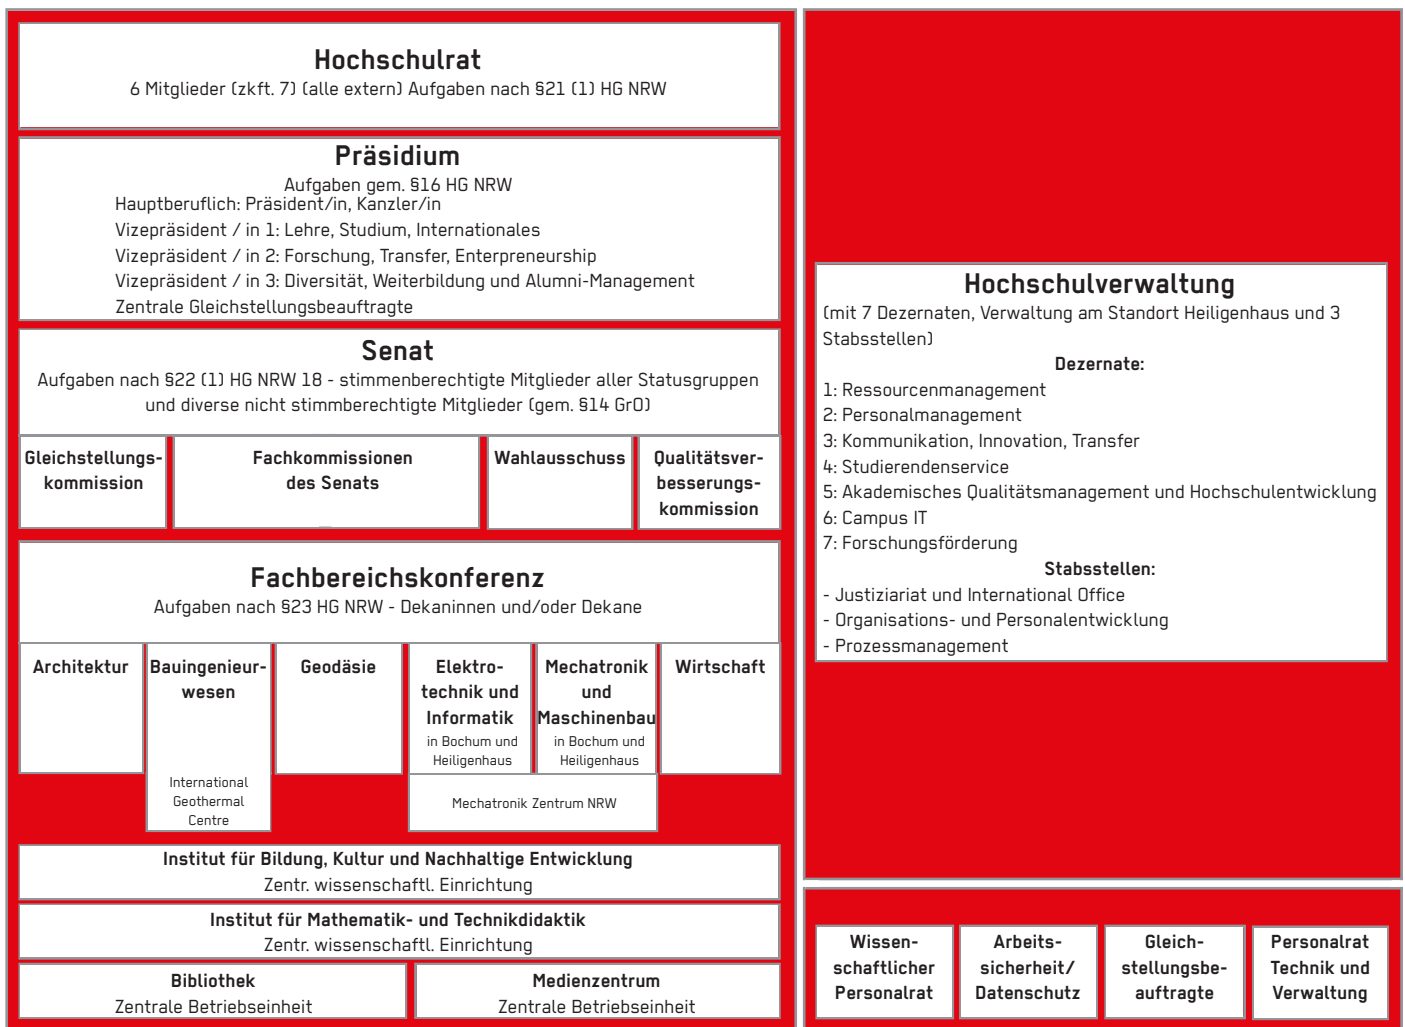 Hochschulrat
6 Mitglieder (zkft. 7) (alle extern) Aufgaben nach §21 (1) HG NRW
Präsidium
Aufgaben gem. §16 HG NRW
Hauptberuflich: Präsident/in, Kanzler/in
Vizepräsident / in 1: Lehre, Studium, Internationales
Vizepräsident / in 2: Forschung, Transfer, Enterpreneurship
Vizepräsident / in 3: Diversität, Weiterbildung und Alumni-Management
Zentrale Gleichstellungsbeauftragte
Senat
Aufgaben nach §22 (1) HG NRW 18 - stimmenberechtigte Mitglieder aller Statusgruppen
und diverse nicht stimmberechtigte Mitglieder (gem. §14 GrO)
Gleichstellungs-
kommission
Fachkommissionen
des Senats
Wahlausschuss
Qualitätsver-
besserungs-
kommission
Fachbereichskonferenz
Aufgaben nach §23 HG NRW - Dekaninnen und/oder Dekane
Architektur
Bauingenieur-
wesen
International
Geothermal
Centre
Geodäsie
Elektro-
technik und
Informatik
in Bochum und
Heiligenhaus
Mechatronik
und
Maschinenbau
in Bochum und
Heiligenhaus
Mechatronik Zentrum NRW
Wirtschaft
Institut für Bildung, Kultur und Nachhaltige Entwicklung
Zentr. wissenschaftl. Einrichtung
Institut für Mathematik- und Technikdidaktik
Zentr. wissenschaftl. Einrichtung
Bibliothek
Zentrale Betriebseinheit
Medienzentrum
Zentrale Betriebseinheit
Hochschulverwaltung
(mit 7 Dezernaten, Verwaltung am Standort Heiligenhaus und 3
Stabsstellen)
Dezernate:
1: Ressourcenmanagement
2: Personalmanagement
3: Kommunikation, Innovation, Transfer
4: Studierendenservice
5: Akademisches Qualitätsmanagement und Hochschulentwicklung
6: Campus IT
7: Forschungsförderung
Stabsstellen:
- Justiziariat und International Office
- Organisations- und Personalentwicklung
- Prozessmanagement
Wissen-
schaftlicher
Personalrat
Arbeits-
sicherheit/
Datenschutz
Gleich-
stellungsbe-
auftragte
Personalrat
Technik und
Verwaltung